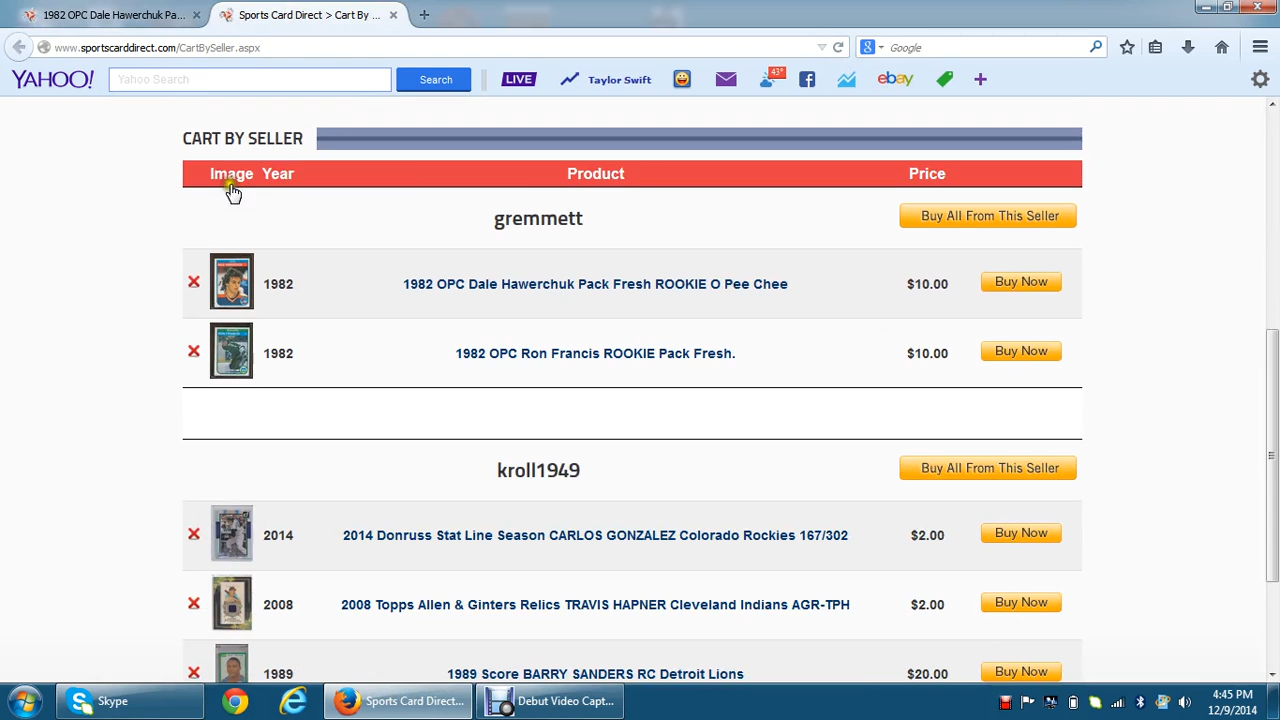 1982 OPC Dale Hawerchuk Pa...
Sports Card Direct > Cart By ...
www.sportscarddirect.com/CartBySeller.aspx
Google
YAHOO!
Yahoo Search
Search
LIVE
Taylor Swift
43°
ebay
CART BY SELLER
Image Year Product Price
gremmett
Buy All From This Seller
1982 1982 OPC Dale Hawerchuk Pack Fresh ROOKIE O Pee Chee $10.00 Buy Now
1982 1982 OPC Ron Francis ROOKIE Pack Fresh. $10.00 Buy Now
kroll1949
Buy All From This Seller
2014 2014 Donruss Stat Line Season CARLOS GONZALEZ Colorado Rockies 167/302 $2.00 Buy Now
2008 2008 Topps Allen & Ginters Relics TRAVIS HAPNER Cleveland Indians AGR-TPH $2.00 Buy Now
1989 1989 Score BARRY SANDERS RC Detroit Lions $20.00 Buy Now
Skype
Sports Card Direct...
Debut Video Capt...
4:45 PM
12/9/2014